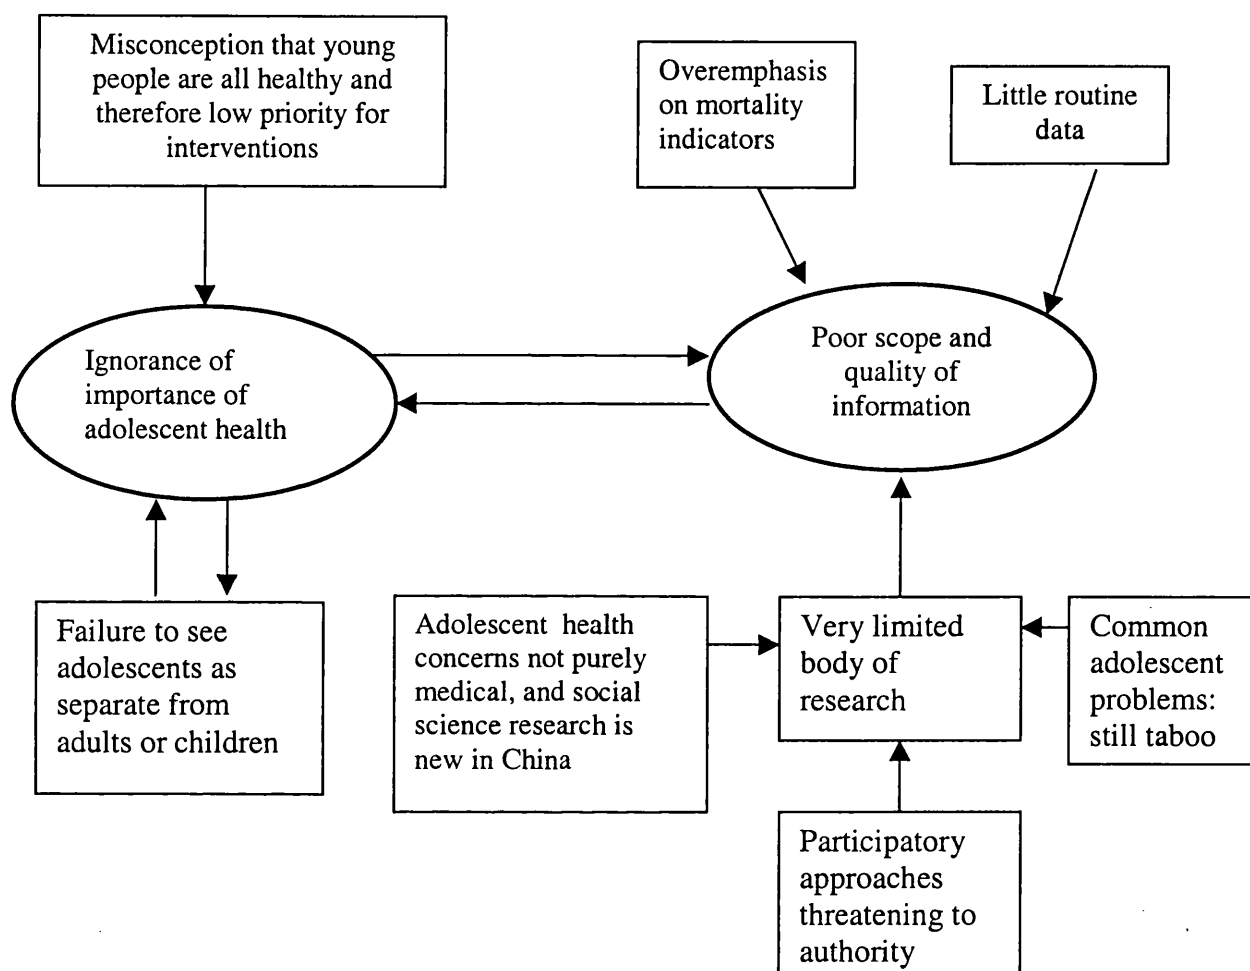 Misconception that young
people are all healthy and
therefore low priority for
interventions
Overemphasis
on mortality
indicators
Little routine
data
Ignorance of
importance of
adolescent health
Poor scope and
quality of
information
Failure to see
adolescents as
separate from
adults or children
Adolescent health
concerns not purely
medical, and social
science research is
new in China
Very limited
body of
research
Common
adolescent
problems:
still taboo
Participatory
approaches
threatening to
authority